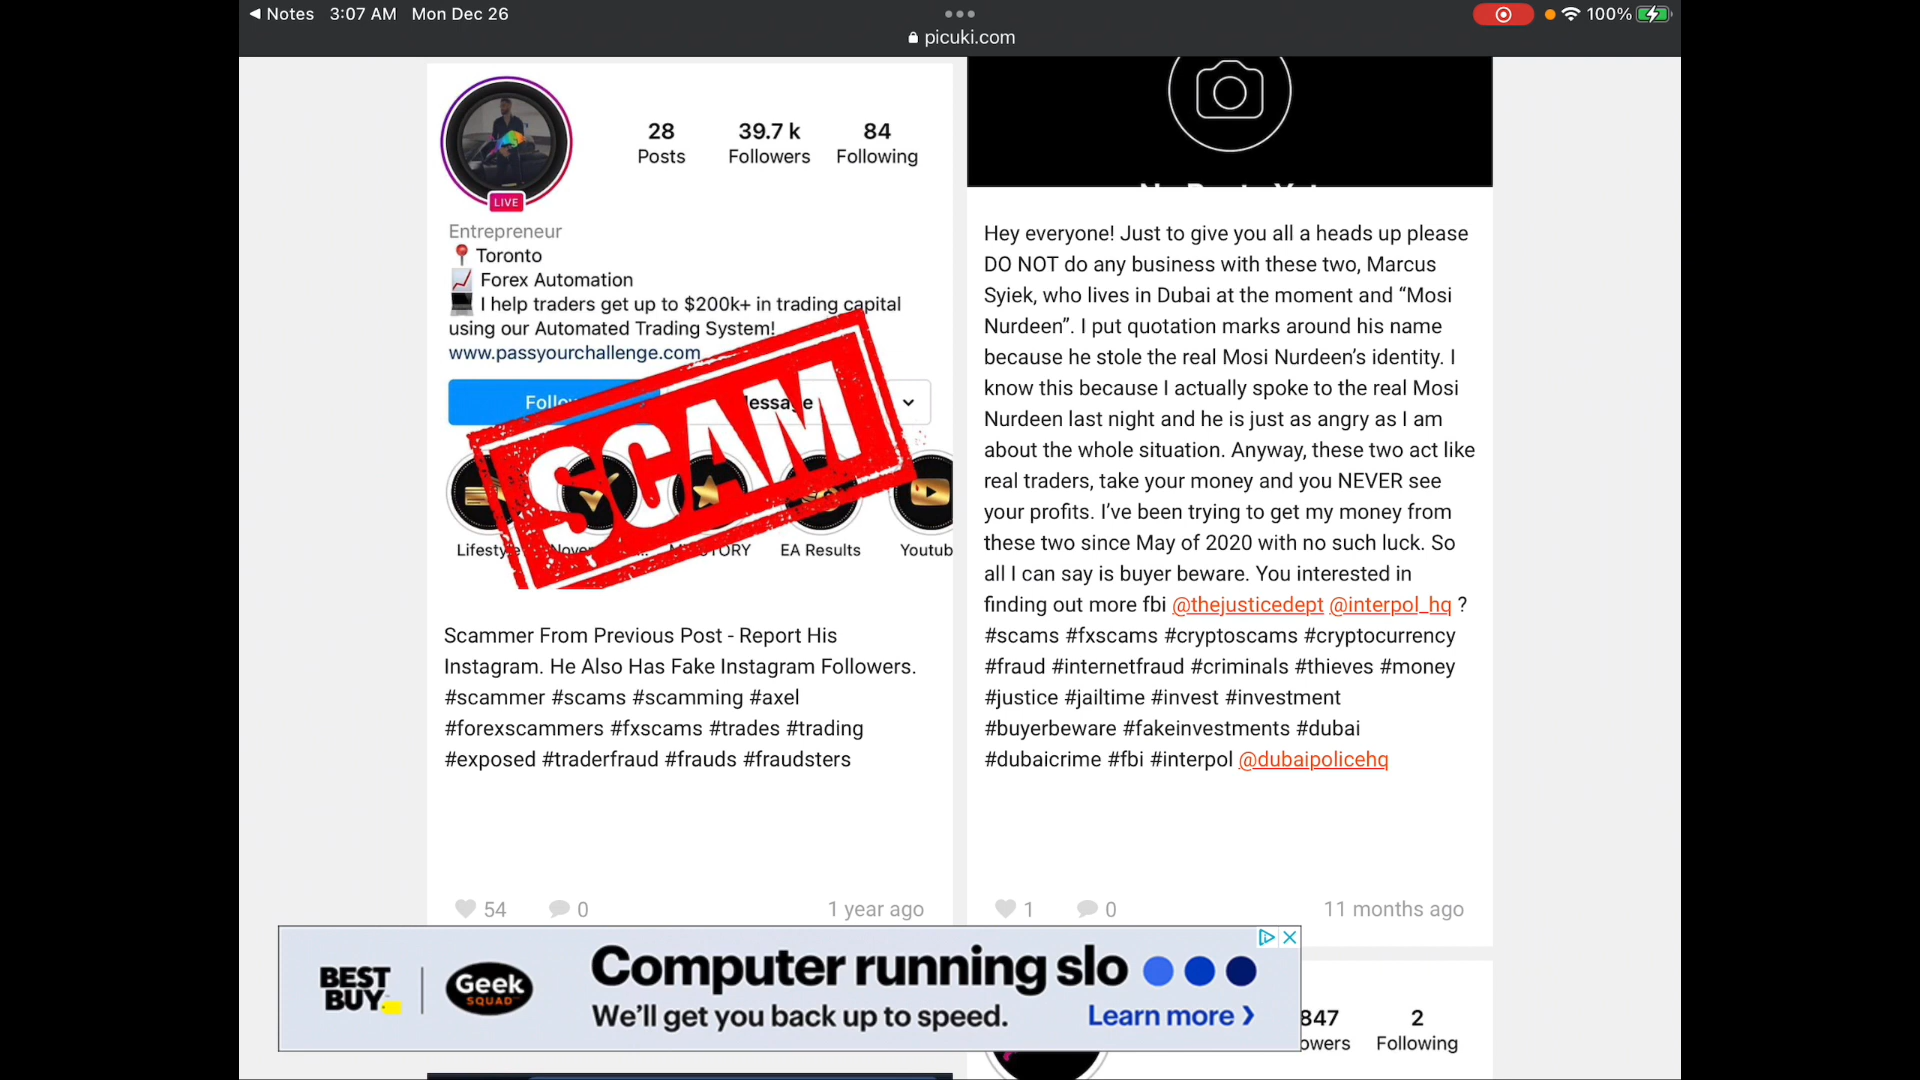 Notes 3:07 AM Mon Dec 26
100%
picuki.com
28 39.7 k 84
Posts Followers Following
LIVE
Entrepreneur
Toronto
Forex Automation
I help traders get up to $200k+ in trading capital
using our Automated Trading System!
www.passyourchallenge.com
SCAM
EA Results
Scammer From Previous Post - Report His
Instagram. He Also Has Fake Instagram Followers.
#scammer #scams #scamming #axel
#forexscammers #fxscams #trades #trading
#exposed #traderfraud #frauds #fraudsters
54 0 1 year ago
Hey everyone! Just to give you all a heads up please
DO NOT do any business with these two, Marcus
Syiek, who lives in Dubai at the moment and “Mosi
Nurdeen”. I put quotation marks around his name
because he stole the real Mosi Nurdeen’s identity. I
know this because I actually spoke to the real Mosi
Nurdeen last night and he is just as angry as I am
about the whole situation. Anyway, these two act like
real traders, take your money and you NEVER see
your profits. I’ve been trying to get my money from
these two since May of 2020 with no such luck. So
all I can say is buyer beware. You interested in
finding out more fbi @thejusticedept @interpol_hq ?
#scams #fxscams #cryptoscams #cryptocurrency
#fraud #internetfraud #criminals #thieves #money
#justice #jailtime #invest #investment
#buyerbeware #fakeinvestments #dubai
#dubaicrime #fbi #interpol @dubaipolicehq
1 0 11 months ago
BEST BUY
Geek SQUAD
Computer running slo
We’ll get you back up to speed.
Learn more
847 2
owers Following